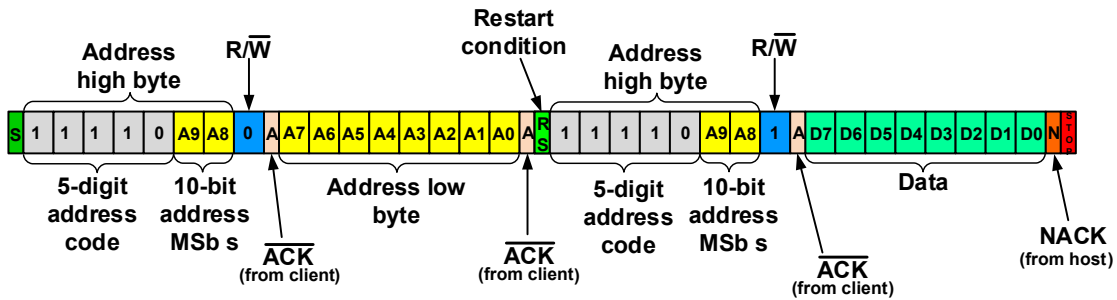 Restart
condition
Address
high byte
R/W
Address
high byte
R/W
S 1 1 1 1 0 A9 A8 0 A A7 A6 A5 A4 A3 A2 A1 A0 A RS 1 1 1 1 0 A9 A8 1 A D7 D6 D5 D4 D3 D2 D1 D0 N STOP
5-digit
address
code
10-bit
address
MSb s
ACK
(from client)
Address low
byte
ACK
(from client)
5-digit
address
code
10-bit
address
MSb s
ACK
(from client)
Data
NACK
(from host)